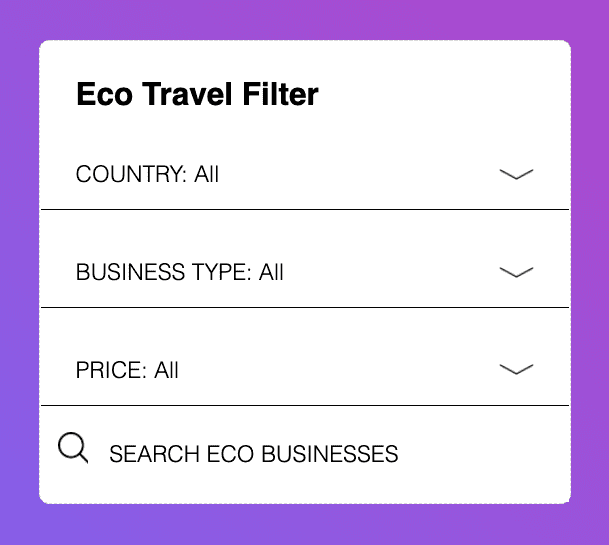 Eco Travel Filter
COUNTRY: All
BUSINESS TYPE: All
PRICE: All
SEARCH ECO BUSINESSES